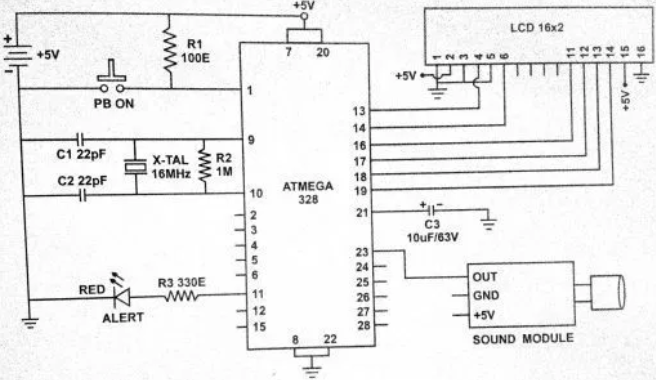 +5V
+
-
+5V
R1
100E
PB ON
7 20
1
C1 22pF
X-TAL
16MHz
R2
1M
C2 22pF
9
10
2
3
4
5
6
11
12
15
RED
ALERT
R3 330E
ATMEGA
328
13
14
16
17
18
19
21
23
24
25
26
27
28
8 22
LCD 16x2
1 2 3 4 5 6 11 12 13 14 15 16
+5V
+5V
+ -
C3
10uF/63V
OUT
GND
+5V
SOUND MODULE